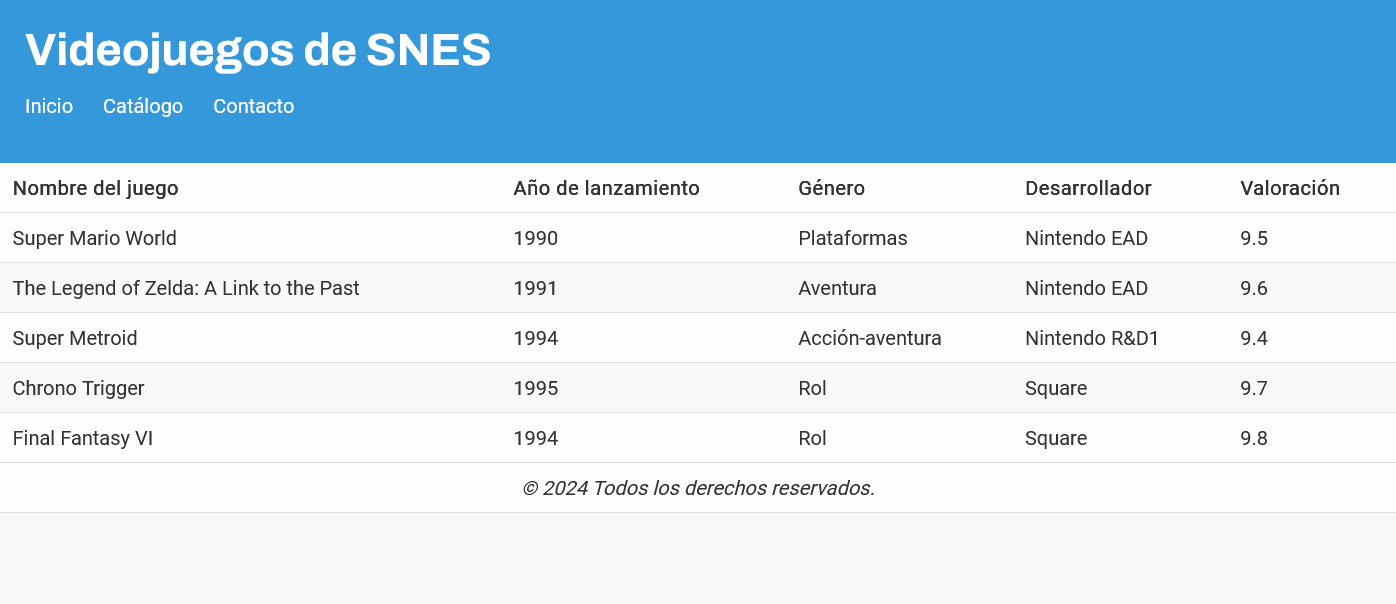 Videojuegos de SNES
Inicio Catálogo Contacto
Nombre del juego Año de lanzamiento Género Desarrollador Valoración
Super Mario World 1990 Plataformas Nintendo EAD 9.5
The Legend of Zelda: A Link to the Past 1991 Aventura Nintendo EAD 9.6
Super Metroid 1994 Acción-aventura Nintendo R&D1 9.4
Chrono Trigger 1995 Rol Square 9.7
Final Fantasy VI 1994 Rol Square 9.8
© 2024 Todos los derechos reservados.